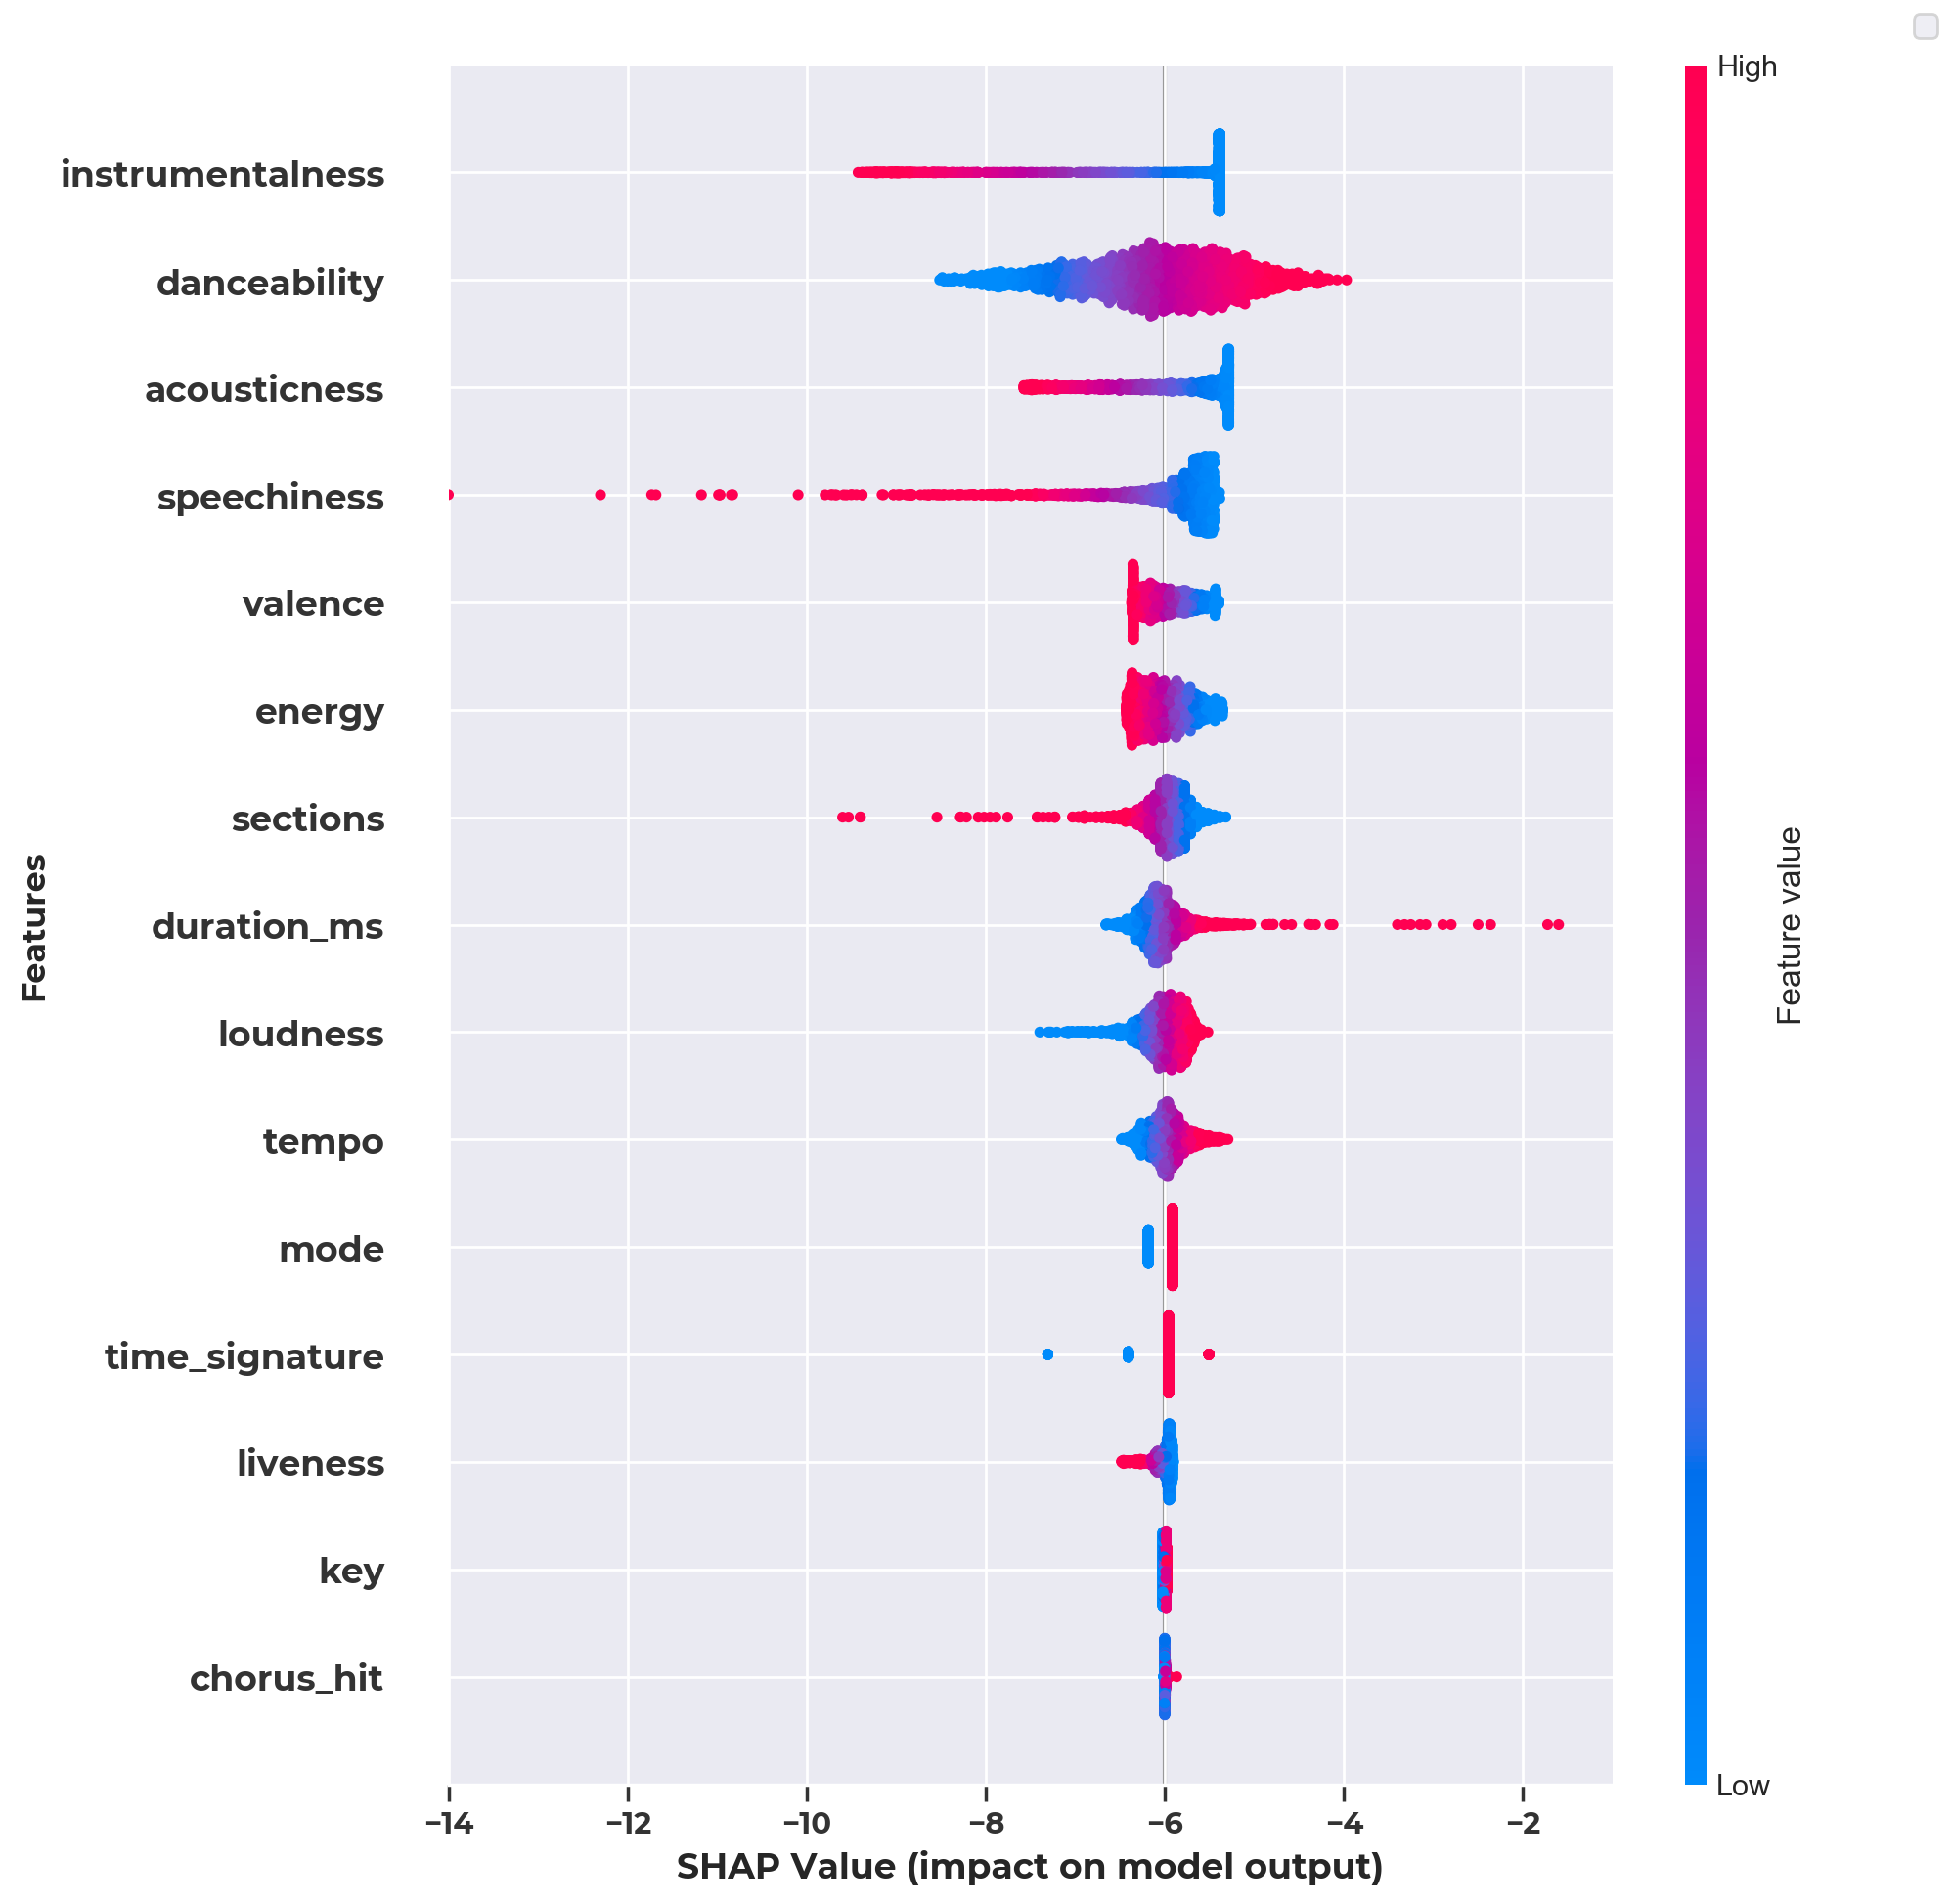 High
instrumentalness
danceability
acousticness
speechiness
valence
energy
sections
duration_ms
loudness
tempo
mode
time_signature
liveness
key
chorus_hit
Features
Feature value
Low
−14 −12 −10 −8 −6 −4 −2
SHAP Value (impact on model output)